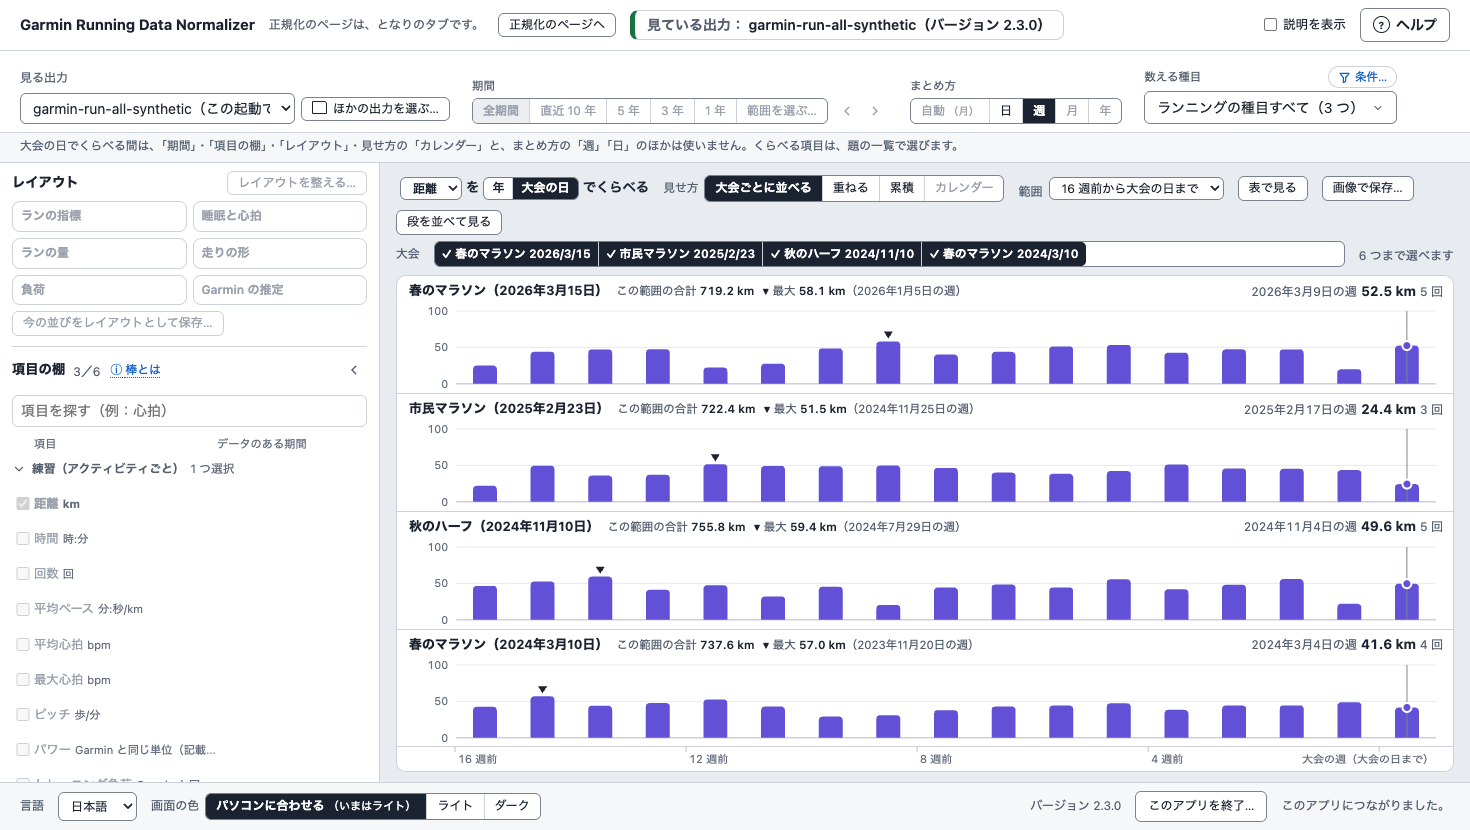 Garmin Running Data Normalizer 正規化のページは、となりのタブです。 正規化のページへ 見ている出力： garmin-run-all-synthetic（バージョン 2.3.0） 説明を表示 ? ヘルプ
見る出力 期間 まとめ方 数える種目 条件...
garmin-run-all-synthetic（この起動で ほかの出力を選ぶ... 全期間 直近 10 年 5 年 3 年 1 年 範囲を選ぶ... 自動（月） 日 週 月 年 ランニングの種目すべて（3 つ）
大会の日でくらべる間は、「期間」・「項目の棚」・「レイアウト」・見せ方の「カレンダー」と、まとめ方の「週」「日」のほかは使いません。くらべる項目は、題の一覧で選びます。
レイアウト レイアウトを整える...
ランの指標 睡眠と心拍
ランの量 走りの形
負荷 Garmin の推定
今の並びをレイアウトとして保存...
項目の棚 3／6 ⓘ 棒とは
項目を探す（例：心拍）
項目 データのある期間
練習（アクティビティごと） 1 つ選択
距離 km
時間 時:分
回数 回
平均ペース 分:秒/km
平均心拍 bpm
最大心拍 bpm
ピッチ 歩/分
パワー Garmin と同じ単位（記載...
距離 を 年 大会の日 でくらべる 見せ方 大会ごとに並べる 重ねる 累積 カレンダー 範囲 16 週前から大会の日まで 表で見る 画像で保存...
段を並べて見る
大会 ✓ 春のマラソン 2026/3/15 ✓ 市民マラソン 2025/2/23 ✓ 秋のハーフ 2024/11/10 ✓ 春のマラソン 2024/3/10 6 つまで選べます
春のマラソン（2026年3月15日） この範囲の合計 719.2 km ▼最大 58.1 km（2026年1月5日の週） 2026年3月9日の週 52.5 km 5 回
100
50
0
市民マラソン（2025年2月23日） この範囲の合計 722.4 km ▼最大 51.5 km（2024年11月25日の週） 2025年2月17日の週 24.4 km 3 回
100
50
0
秋のハーフ（2024年11月10日） この範囲の合計 755.8 km ▼最大 59.4 km（2024年7月29日の週） 2024年11月4日の週 49.6 km 5 回
100
50
0
春のマラソン（2024年3月10日） この範囲の合計 737.6 km ▼最大 57.0 km（2023年11月20日の週） 2024年3月4日の週 41.6 km 4 回
100
50
0
16 週前 12 週前 8 週前 4 週前 大会の週（大会の日まで）
言語 日本語 画面の色 パソコンに合わせる（いまはライト） ライト ダーク バージョン 2.3.0 このアプリを終了... このアプリにつながりました。